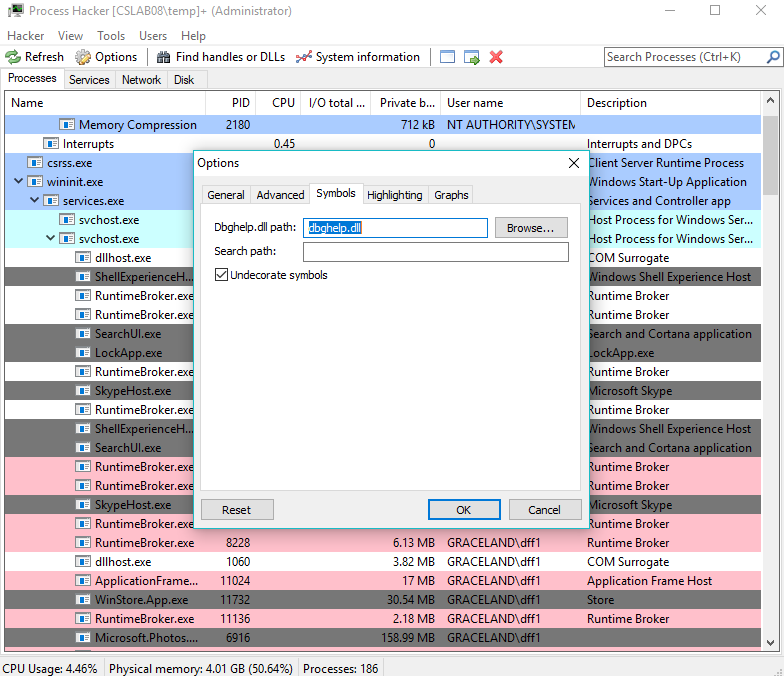 Process Hacker [CSLAB08\temp]+ (Administrator)
Hacker View Tools Users Help
Refresh Options Find handles or DLLs System information Search Processes (Ctrl+K)
Processes Services Network Disk
Name PID CPU I/O total ... Private b... User name Description
Memory Compression 2180 712 kB NT AUTHORITY\SYSTEM
Interrupts 0.45 0 Interrupts and DPCs
csrss.exe Client Server Runtime Process
wininit.exe Windows Start-Up Application
services.exe Services and Controller app
svchost.exe Host Process for Windows Ser...
svchost.exe Host Process for Windows Ser...
dllhost.exe COM Surrogate
ShellExperienceH... Windows Shell Experience Host
RuntimeBroker.exe Runtime Broker
RuntimeBroker.exe Runtime Broker
SearchUI.exe Search and Cortana application
LockApp.exe LockApp.exe
RuntimeBroker.exe Runtime Broker
SkypeHost.exe Microsoft Skype
RuntimeBroker.exe Runtime Broker
ShellExperienceH... Windows Shell Experience Host
SearchUI.exe Search and Cortana application
RuntimeBroker.exe Runtime Broker
RuntimeBroker.exe Runtime Broker
SkypeHost.exe Microsoft Skype
RuntimeBroker.exe Runtime Broker
RuntimeBroker.exe 8228 6.13 MB GRACELAND\dff1 Runtime Broker
dllhost.exe 1060 3.82 MB GRACELAND\dff1 COM Surrogate
ApplicationFrame... 11024 17 MB GRACELAND\dff1 Application Frame Host
WinStore.App.exe 11732 30.54 MB GRACELAND\dff1 Store
RuntimeBroker.exe 11136 2.18 MB GRACELAND\dff1 Runtime Broker
Microsoft.Photos.... 6916 158.99 MB GRACELAND\dff1
Options
General Advanced Symbols Highlighting Graphs
Dbghelp.dll path: dbghelp.dll Browse...
Search path:
Undecorate symbols
Reset OK Cancel
CPU Usage: 4.46% Physical memory: 4.01 GB (50.64%) Processes: 186